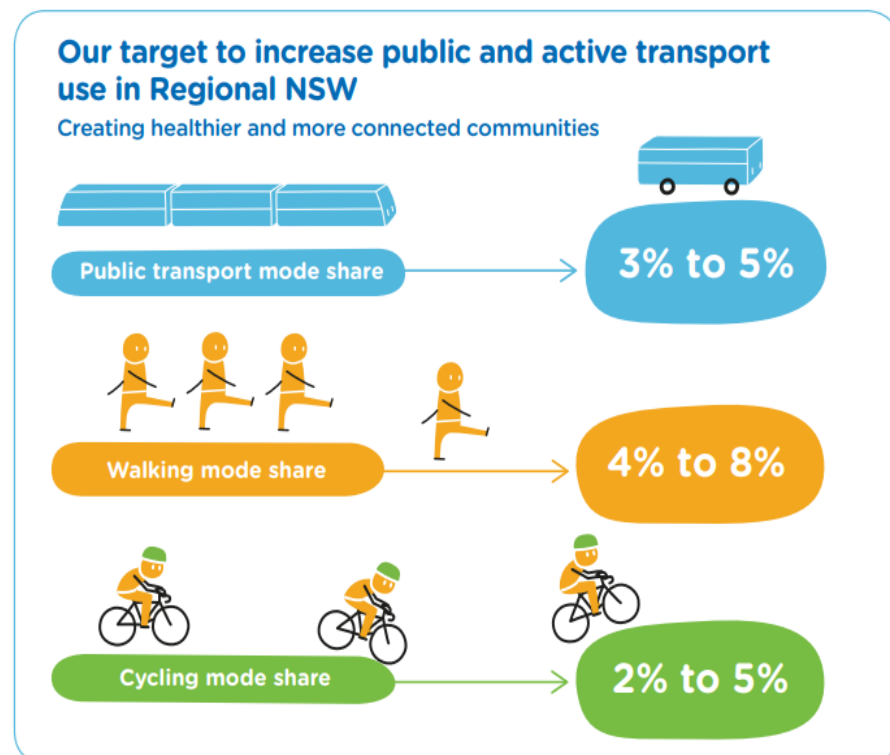 Our target to increase public and active transport
use in Regional NSW
Creating healthier and more connected communities
Public transport mode share
3% to 5%
Walking mode share
4% to 8%
Cycling mode share
2% to 5%